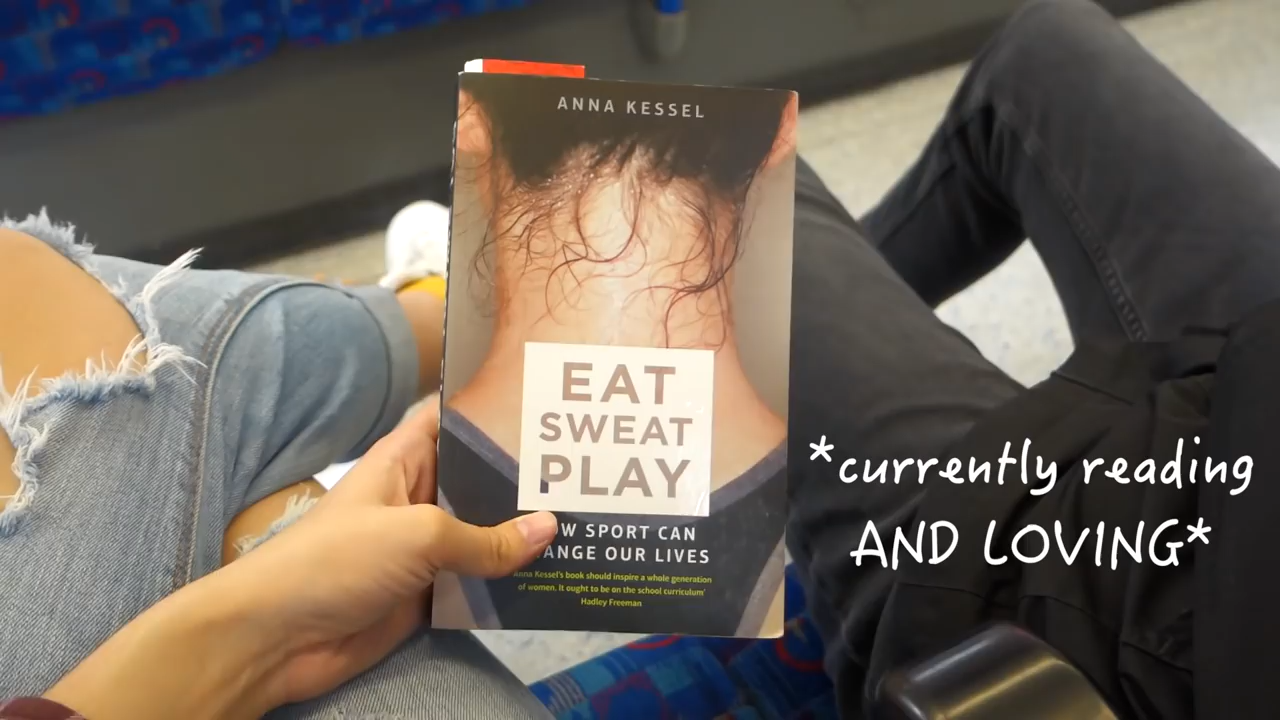 ANNA KESSEL
EAT
SWEAT
PLAY
SPORT CAN
OUR LIVES
Anna Kessel's book should inspire a whole generation
of women. It ought to be on the school curriculum'
Hadley Freeman
*currently reading
AND LOVING*